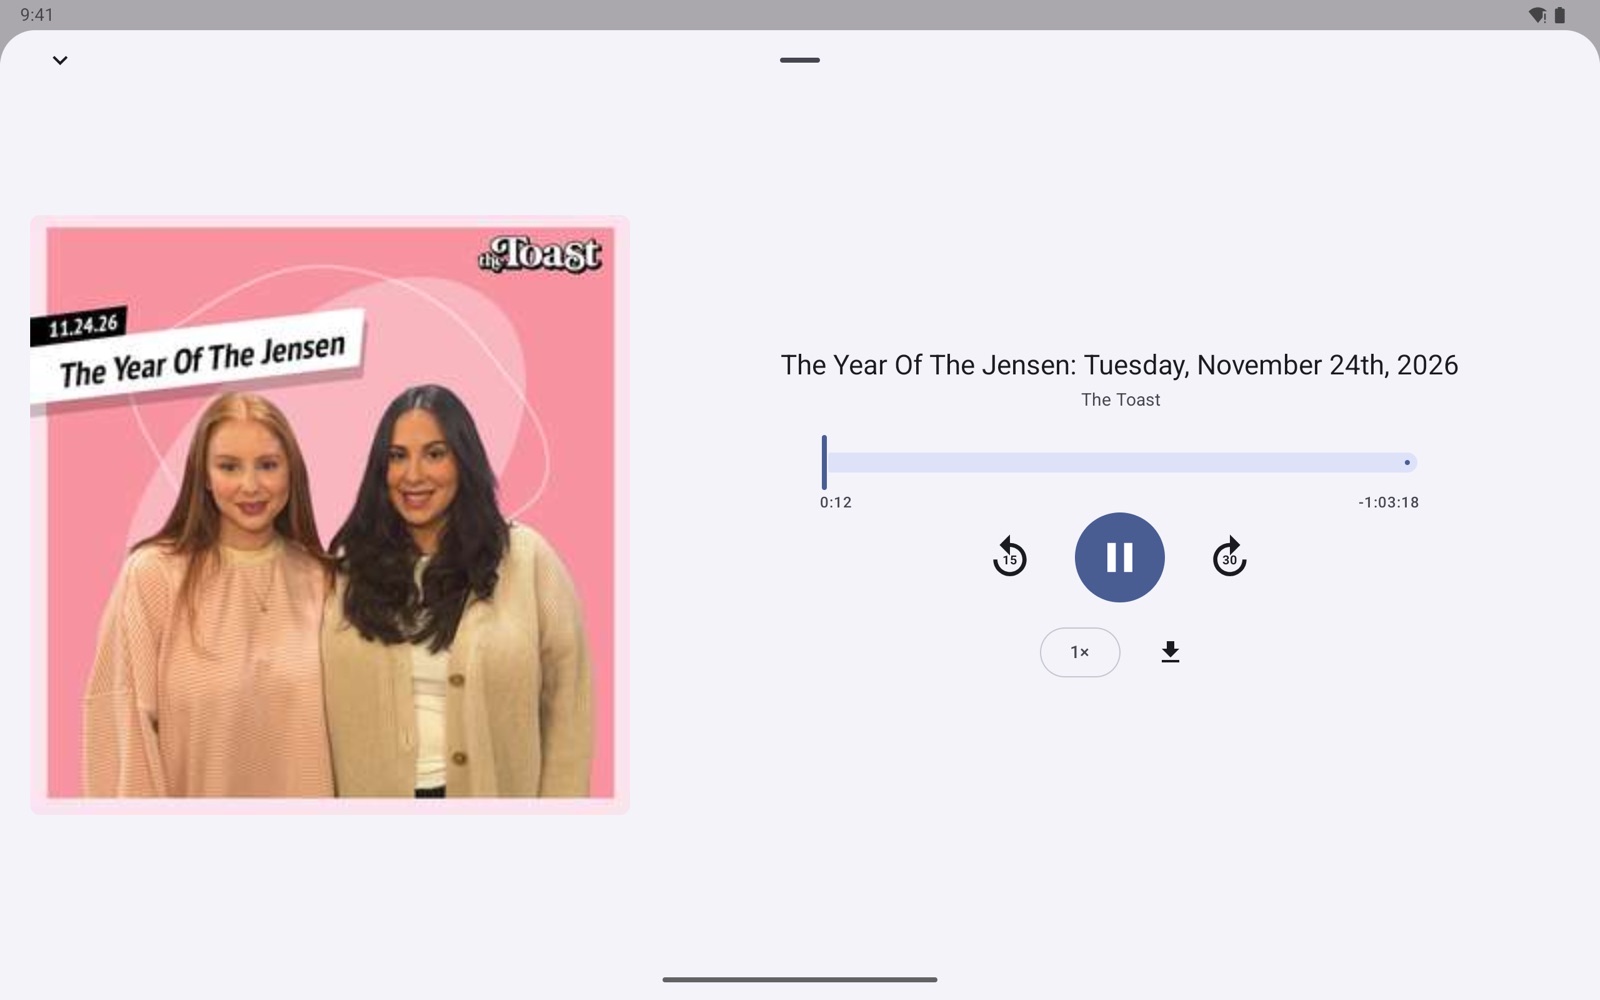 9:41
the Toast
11.24.26
The Year Of The Jensen
The Year Of The Jensen: Tuesday, November 24th, 2026
The Toast
0:12
-1:03:18
15
30
1×